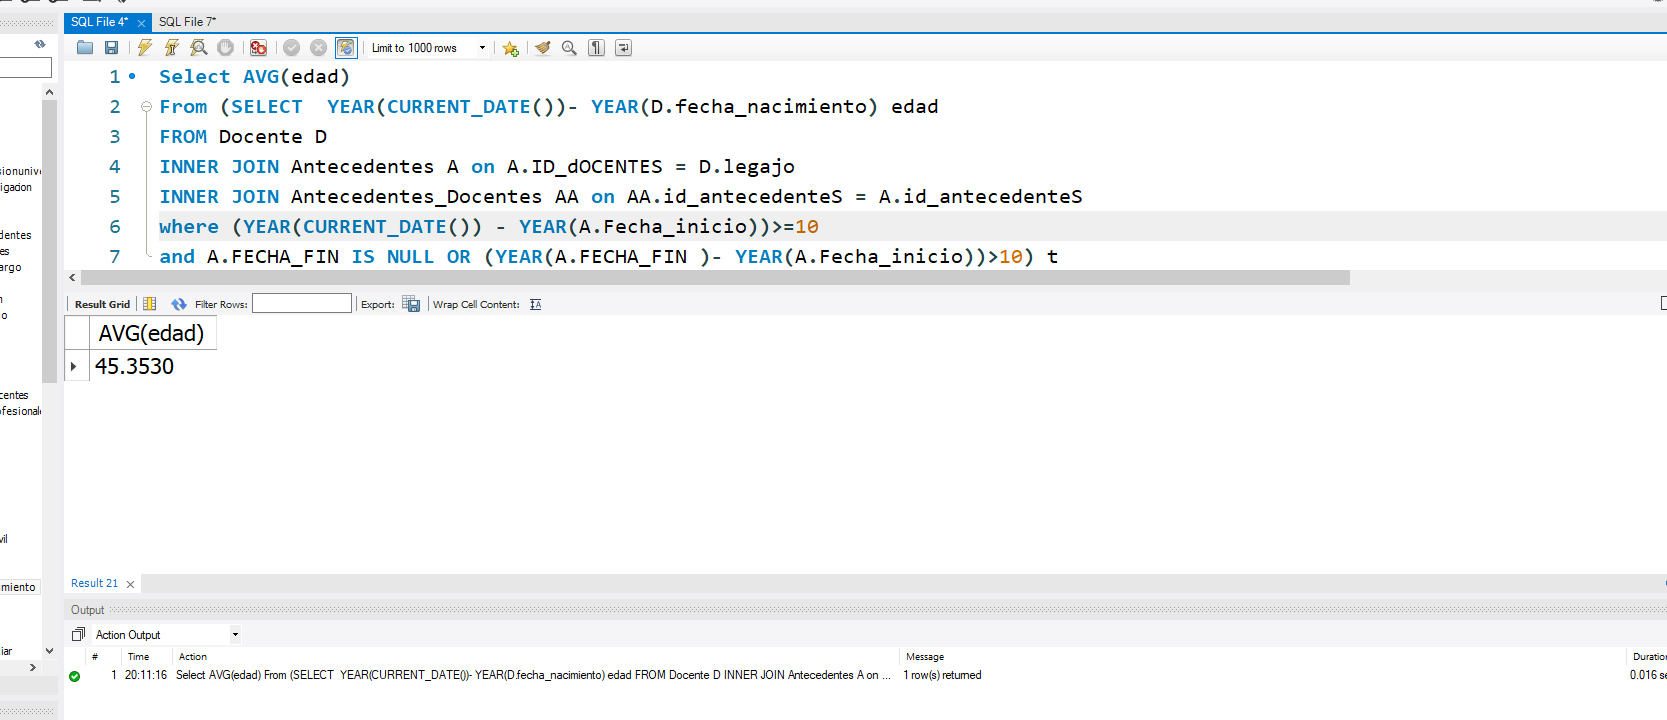 SQL File 4*
SQL File 7*
Limit to 1000 rows
1 Select AVG(edad)
2 From (SELECT  YEAR(CURRENT_DATE())- YEAR(D.fecha_nacimiento) edad
3 FROM Docente D
4 INNER JOIN Antecedentes A on A.ID_dOCENTES = D.legajo
5 INNER JOIN Antecedentes_Docentes AA on AA.id_antecedenteS = A.id_antecedenteS
6 where (YEAR(CURRENT_DATE()) - YEAR(A.Fecha_inicio))>=10
7 and A.FECHA_FIN IS NULL OR (YEAR(A.FECHA_FIN )- YEAR(A.Fecha_inicio))>10) t
sionunive
igadon
dentes
es
argo
n
o
centes
ofesionale
vil
imiento
iar
Result Grid
Filter Rows:
Export:
Wrap Cell Content:
AVG(edad)
45.3530
Result 21
Output
Action Output
# Time Action Message Duration
1 20:11:16 Select AVG(edad) From (SELECT  YEAR(CURRENT_DATE())- YEAR(D.fecha_nacimiento) edad FROM Docente D INNER JOIN Antecedentes A on ... 1 row(s) returned 0.016 se